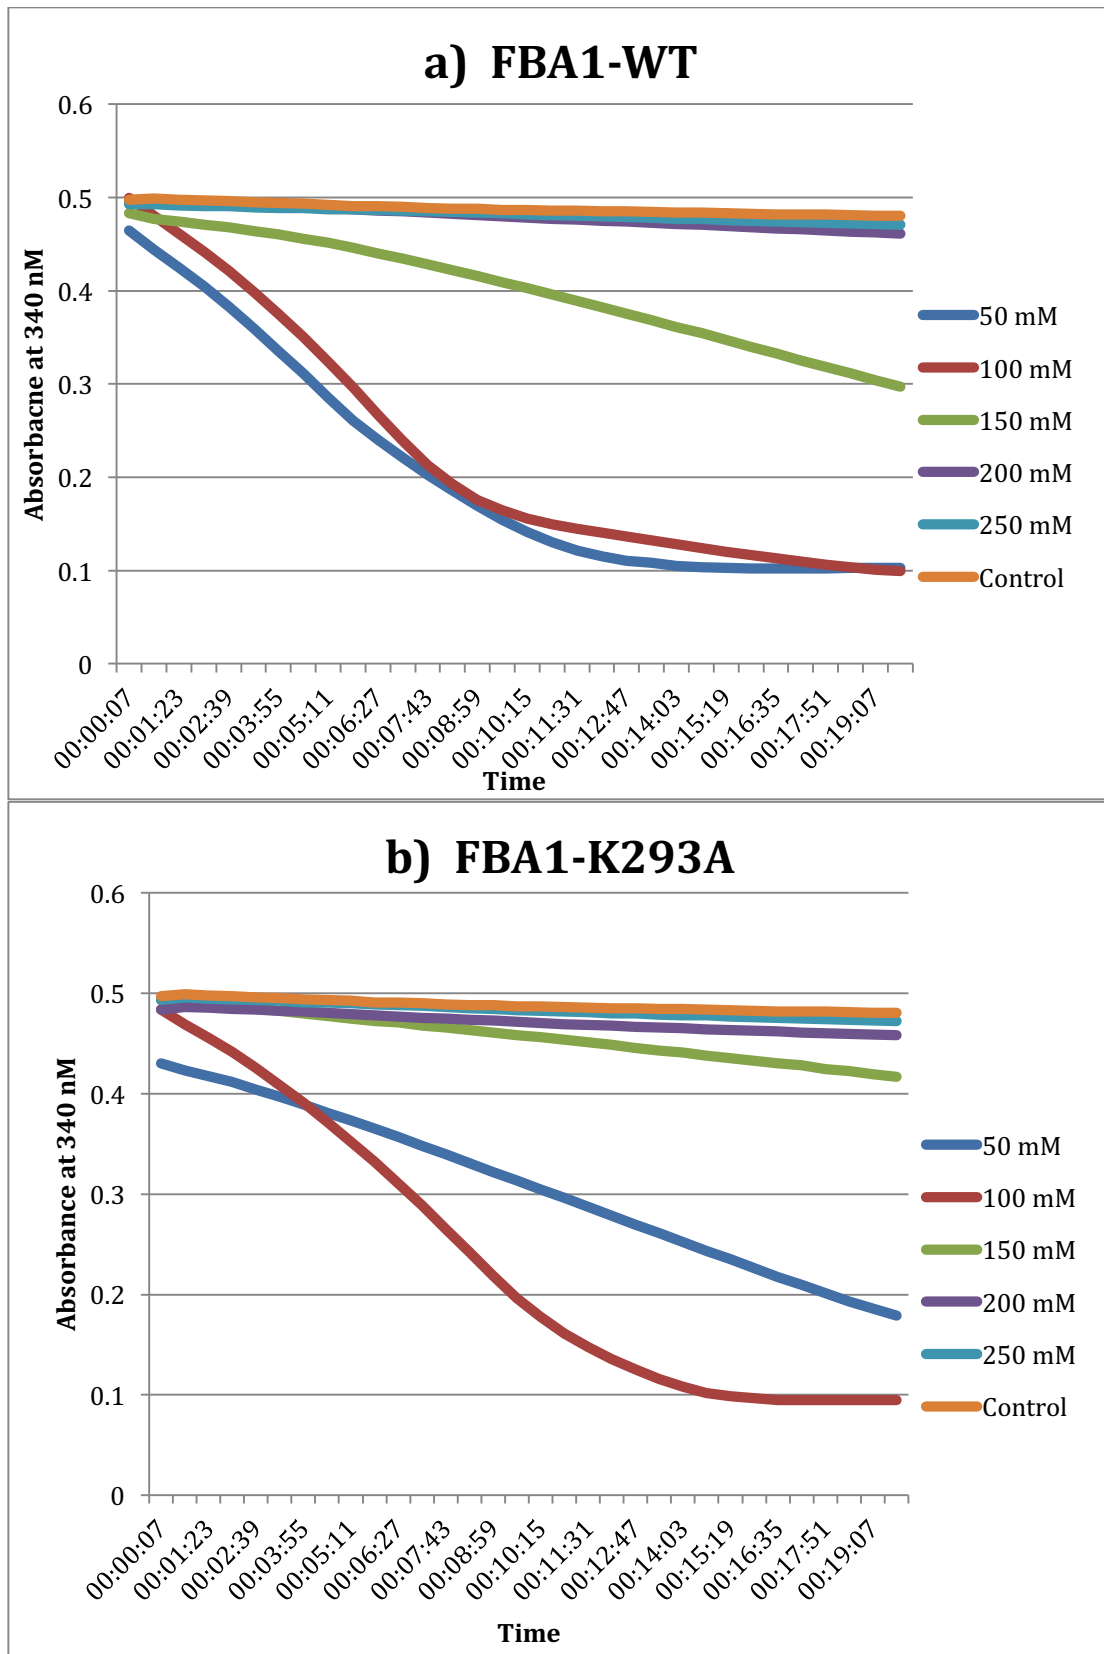 a) FBA1-WT
0.6
0.5
0.4
0.3
0.2
0.1
0
Absorbacne at 340 nM
50 mM
100 mM
150 mM
200 mM
250 mM
Control
00:00:07
00:01:23
00:02:39
00:03:55
00:05:11
00:06:27
00:07:43
00:08:59
00:10:15
00:11:31
00:12:47
00:14:03
00:15:19
00:16:35
00:17:51
00:19:07
Time
b) FBA1-K293A
0.6
0.5
0.4
0.3
0.2
0.1
0
Absorbance at 340 nM
50 mM
100 mM
150 mM
200 mM
250 mM
Control
00:00:07
00:01:23
00:02:39
00:03:55
00:05:11
00:06:27
00:07:43
00:08:59
00:10:15
00:11:31
00:12:47
00:14:03
00:15:19
00:16:35
00:17:51
00:19:07
Time